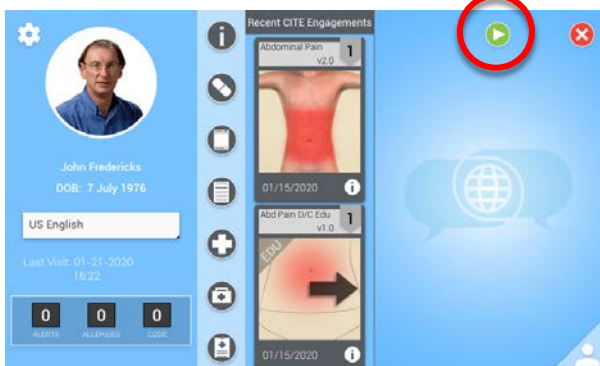 John Fredericks
DOB: 7 July 1976
US English
Last Visit: 01-21-2020
16:22
0 0 0
ALERTS ALLERGIES CODE
Recent CITE Engagements
Abdominal Pain
v2.0
1
01/15/2020
Abd Pain D/C Edu
v1.0
1
EDU
01/15/2020